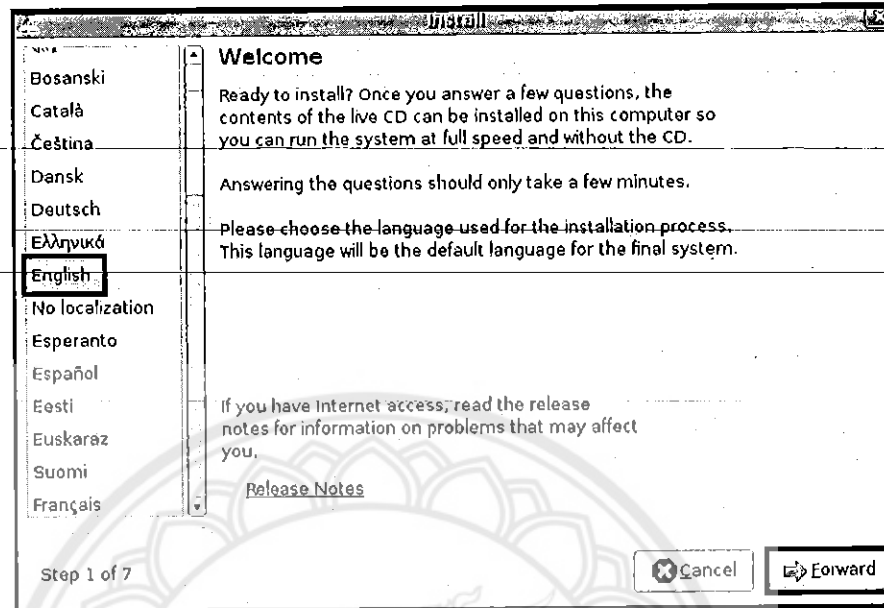 Install
Welcome
Ready to install? Once you answer a few questions, the
contents of the live CD can be installed on this computer so
you can run the system at full speed and without the CD.
Answering the questions should only take a few minutes.
Please choose the language used for the installation process.
This language will be the default language for the final system.
If you have Internet access, read the release
notes for information on problems that may affect
you.
Release Notes
Bosanski
Català
Čeština
Dansk
Deutsch
Ελληνικά
English
No localization
Esperanto
Español
Eesti
Euskaraz
Suomi
Français
Step 1 of 7
Cancel
Forward